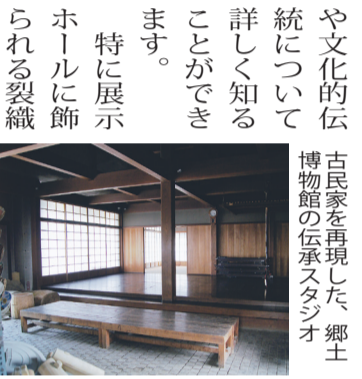 や文化的伝
統について
詳しく知る
ことができ
ます。
　特に展示
ホールに飾
られる裂織
古民家を再現した、郷土
博物館の伝承スタジオ